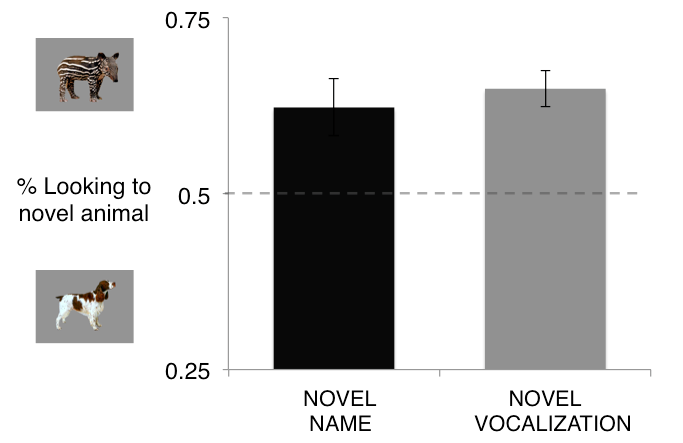 0.75
% Looking to
novel animal
0.5
0.25
NOVEL
NAME
NOVEL
VOCALIZATION